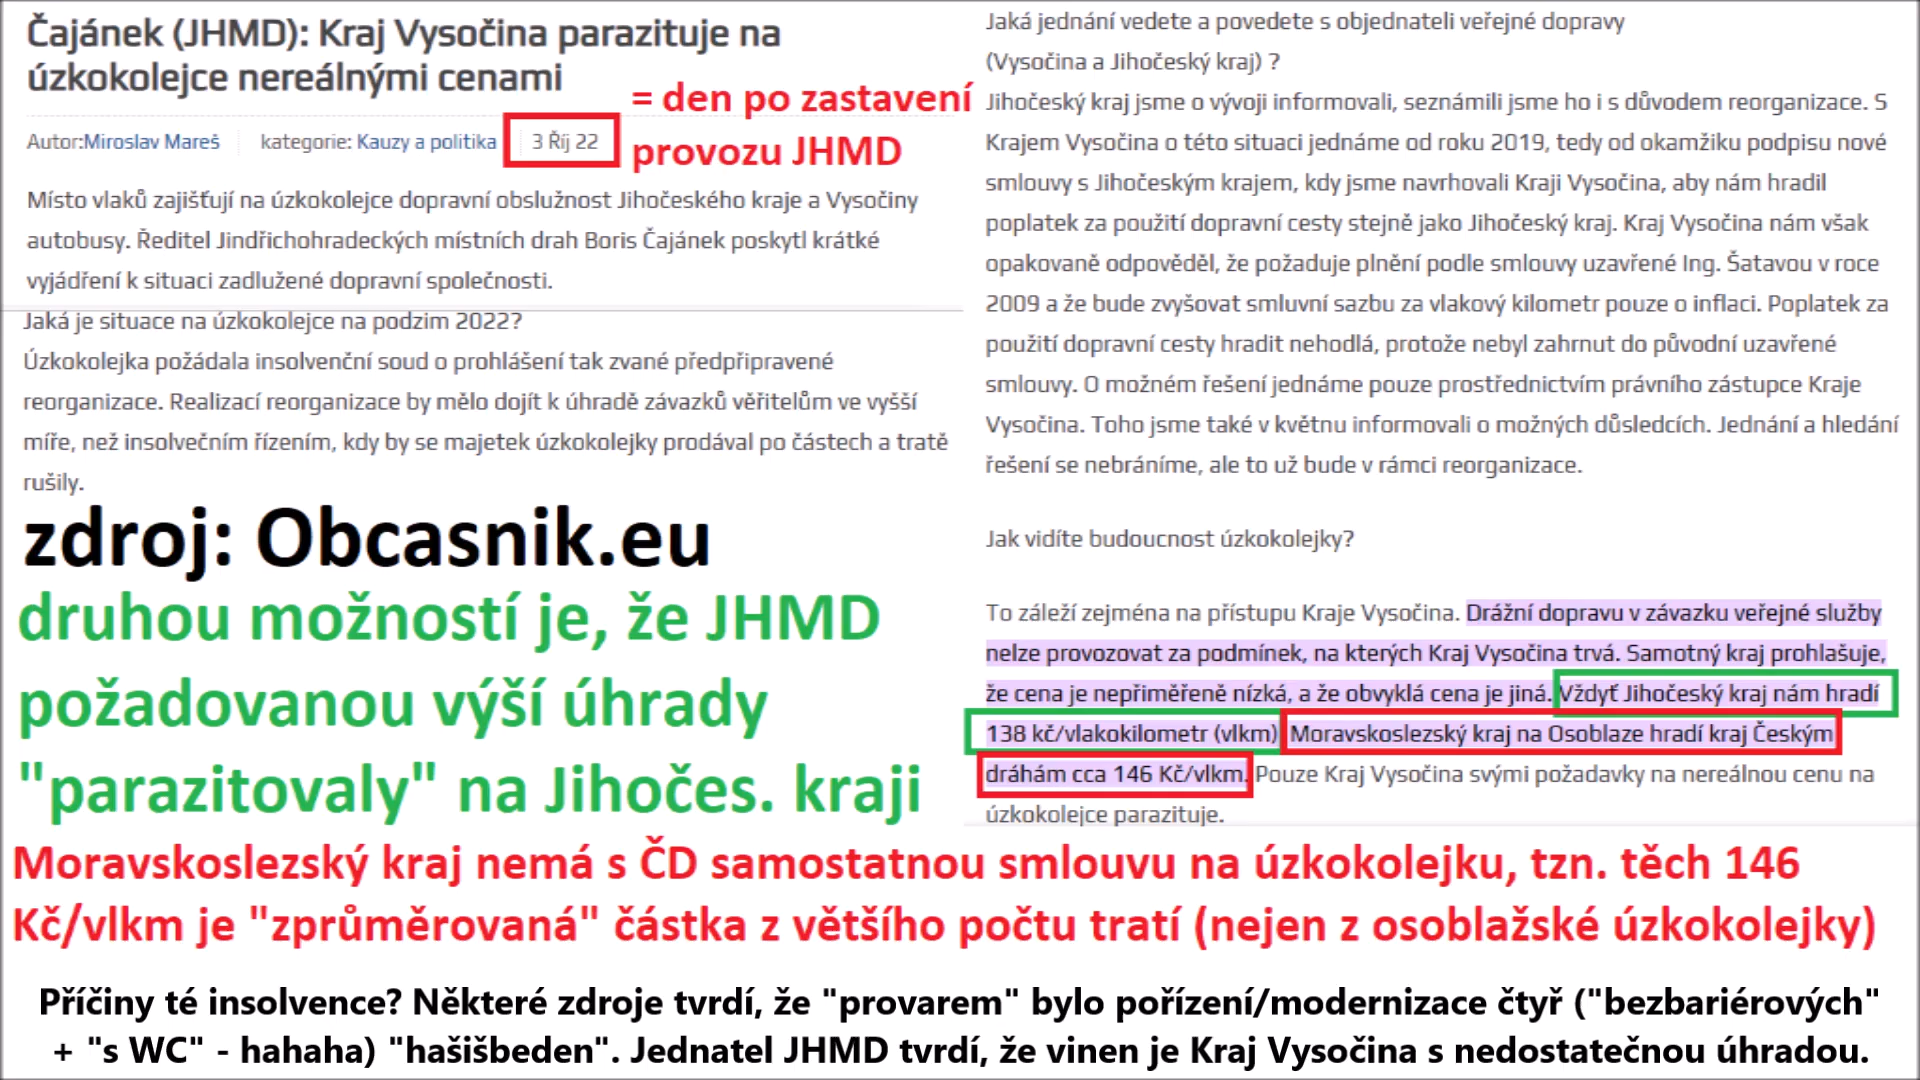 Čajánek (JHMD): Kraj Vysočina parazituje na
úzkokolejce nereálnými cenami
Autor:Miroslav Mareš kategorie: Kauzy a politika 3 Říj 22
= den po zastavení
provozu JHMD
Místo vlaků zajišťují na úzkokolejce dopravní obslužnost Jihočeského kraje a Vysočiny
autobusy. Ředitel Jindřichohradeckých místních drah Boris Čajánek poskytl krátké
vyjádření k situaci zadlužené dopravní společnosti.
Jaká je situace na úzkokolejce na podzim 2022?
Úzkokolejka požádala insolvenční soud o prohlášení tak zvané předpřipravené
reorganizace. Realizací reorganizace by mělo dojít k úhradě závazků věřitelům ve vyšší
míře, než insolvečním řízením, kdy by se majetek úzkokolejky prodával po částech a tratě
rušily.
zdroj: Obcasnik.eu
druhou možností je, že JHMD
požadovanou výší úhrady
"parazitovaly" na Jihočes. kraji
Jaká jednání vedete a povedete s objednateli veřejné dopravy
(Vysočina a Jihočeský kraj) ?
Jihočeský kraj jsme o vývoji informovali, seznámili jsme ho i s důvodem reorganizace. S
Krajem Vysočina o této situaci jednáme od roku 2019, tedy od okamžiku podpisu nové
smlouvy s Jihočeským krajem, kdy jsme navrhovali Kraji Vysočina, aby nám hradil
poplatek za použití dopravní cesty stejně jako Jihočeský kraj. Kraj Vysočina nám však
opakovaně odpověděl, že požaduje plnění podle smlouvy uzavřené Ing. Šatavou v roce
2009 a že bude zvyšovat smluvní sazbu za vlakový kilometr pouze o inflaci. Poplatek za
použití dopravní cesty hradit nehodlá, protože nebyl zahrnut do původní uzavřené
smlouvy. O možném řešení jednáme pouze prostřednictvím právního zástupce Kraje
Vysočina. Toho jsme také v květnu informovali o možných důsledcích. Jednání a hledání
řešení se nebráníme, ale to už bude v rámci reorganizace.
Jak vidíte budoucnost úzkokolejky?
To záleží zejména na přístupu Kraje Vysočina. Drážní dopravu v závazku veřejné služby
nelze provozovat za podmínek, na kterých Kraj Vysočina trvá. Samotný kraj prohlašuje,
že cena je nepřiměřeně nízká, a že obvyklá cena je jiná. Vždyť Jihočeský kraj nám hradí
138 kč/vlakokilometr (vlkm) Moravskoslezský kraj na Osoblaze hradí kraj Českým
dráhám cca 146 Kč/vlkm. Pouze Kraj Vysočina svými požadavky na nereálnou cenu na
úzkokolejce parazituje.
Moravskoslezský kraj nemá s ČD samostatnou smlouvu na úzkokolejku, tzn. těch 146
Kč/vlkm je "zprůměrovaná" částka z většího počtu tratí (nejen z osoblažské úzkokolejky)
Příčiny té insolvence? Některé zdroje tvrdí, že "provarem" bylo pořízení/modernizace čtyř ("bezbariérových"
+ "s WC" - hahaha) "hašišbeden". Jednatel JHMD tvrdí, že vinen je Kraj Vysočina s nedostatečnou úhradou.